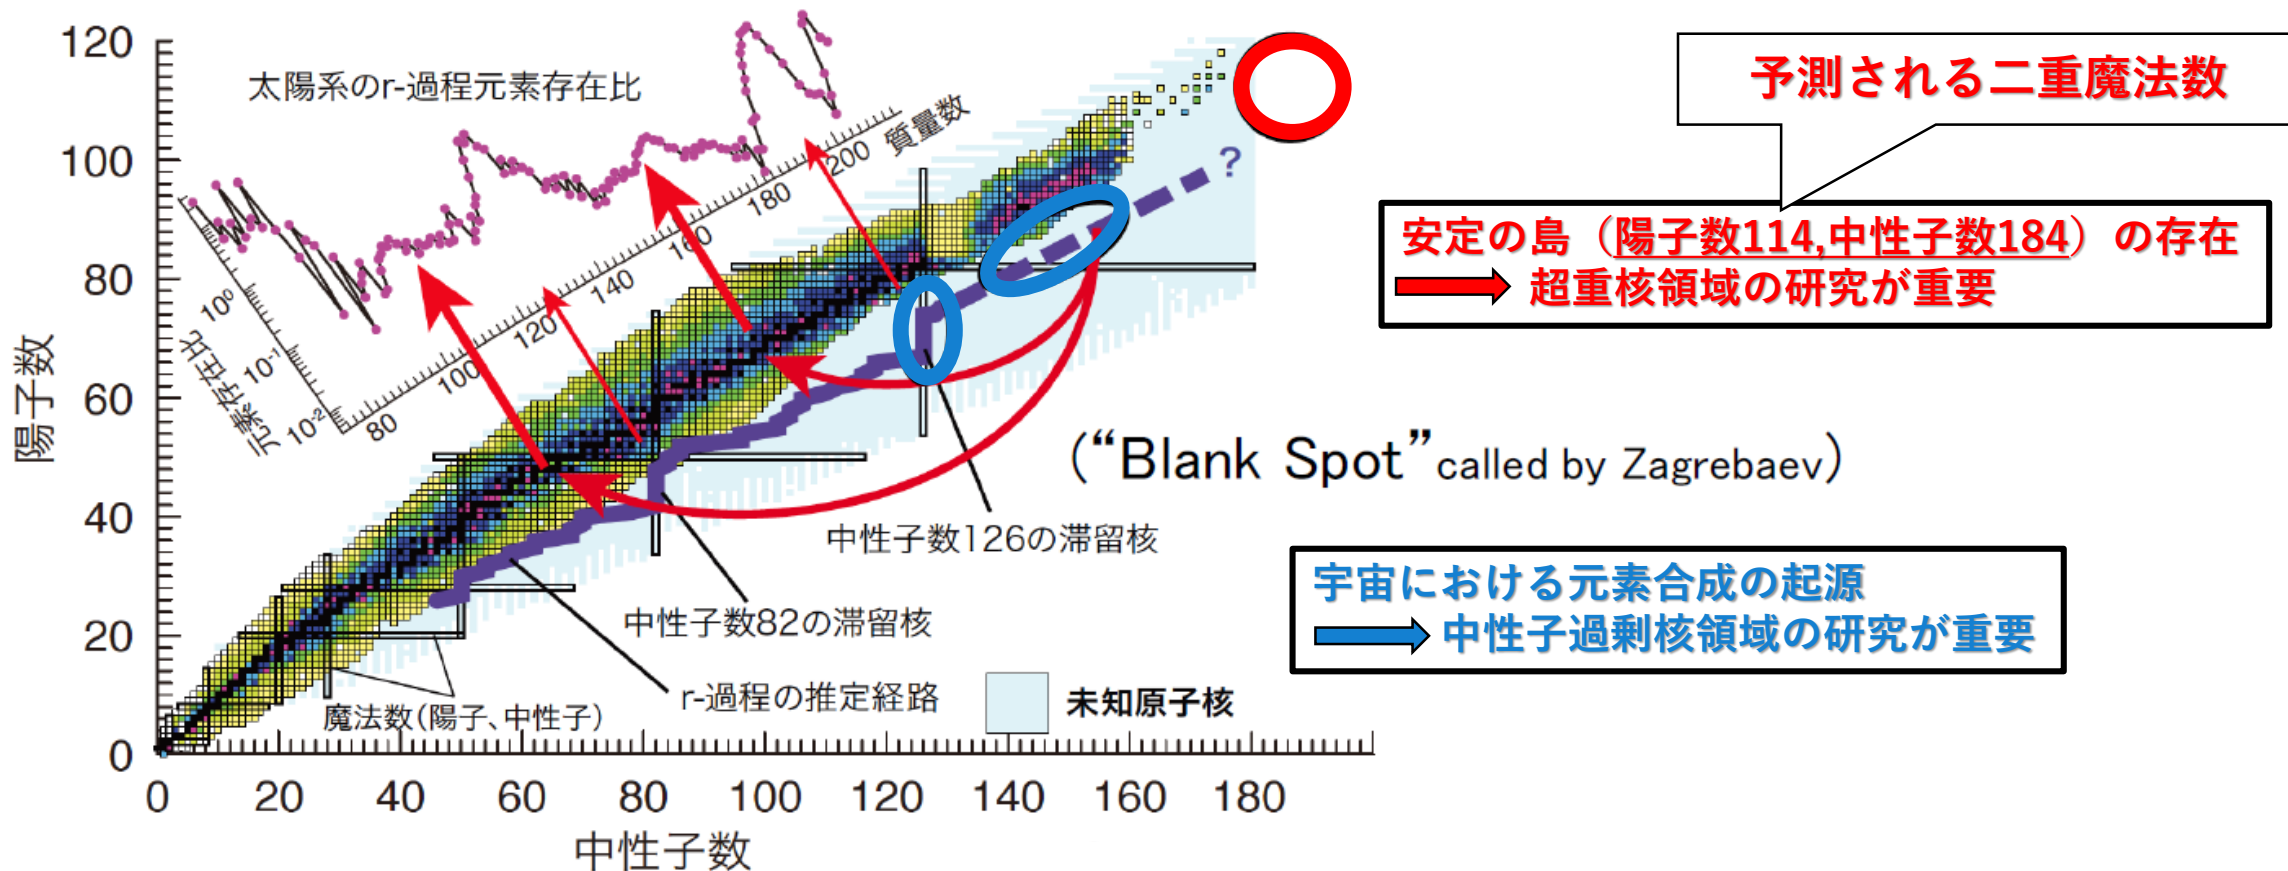 120
100
80
60
40
20
0
陽子数
太陽系のr-過程元素存在比
10⁰
10⁻¹
10⁻²
元素存在比
80
100
120
140
160
180
200
質量数
?
予測される二重魔法数
安定の島（陽子数114,中性子数184）の存在
超重核領域の研究が重要
(“Blank Spot” called by Zagrebaev)
中性子数126の滞留核
宇宙における元素合成の起源
中性子過剰核領域の研究が重要
中性子数82の滞留核
r-過程の推定経路
未知原子核
魔法数(陽子、中性子)
0
20
40
60
80
100
120
140
160
180
中性子数